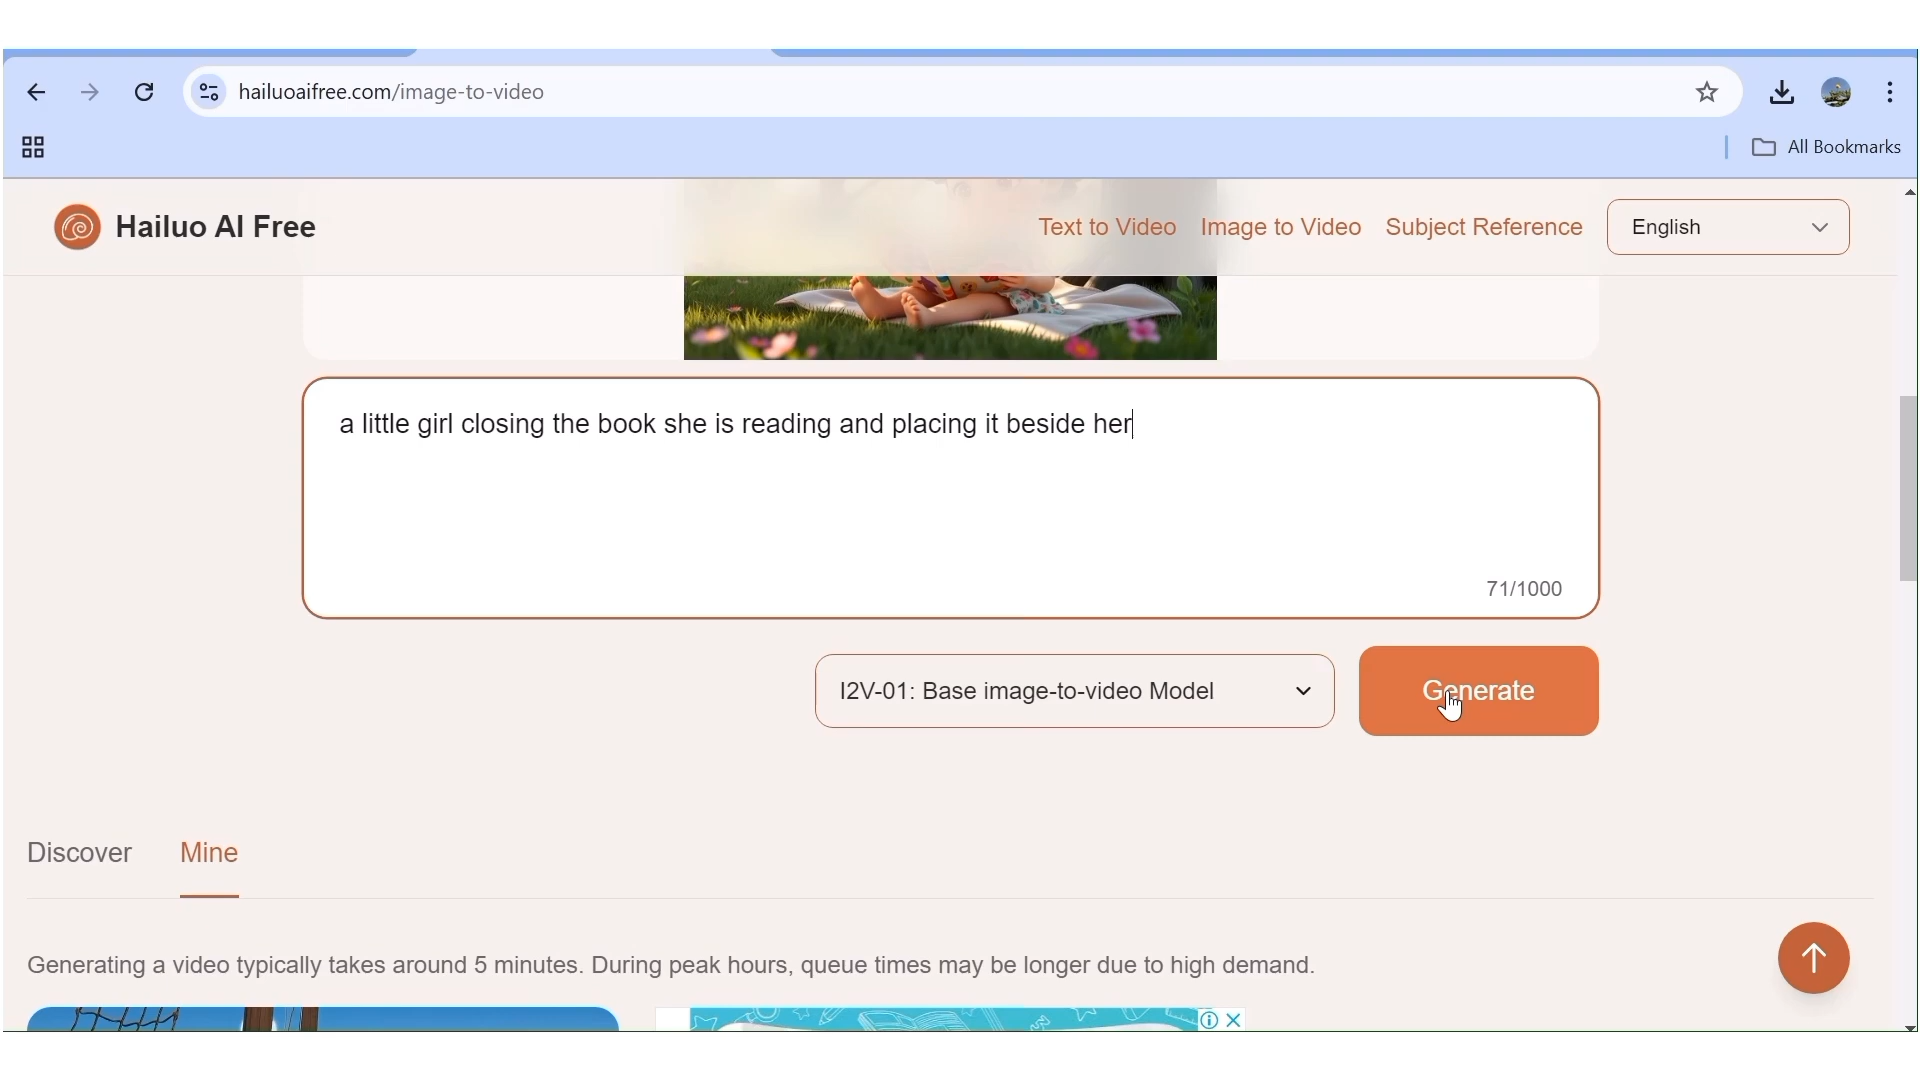 hailuoaifree.com/image-to-video
All Bookmarks
Hailuo AI Free
Text to Video Image to Video Subject Reference English
a little girl closing the book she is reading and placing it beside her
71/1000
I2V-01: Base image-to-video Model Generate
Discover Mine
Generating a video typically takes around 5 minutes. During peak hours, queue times may be longer due to high demand.